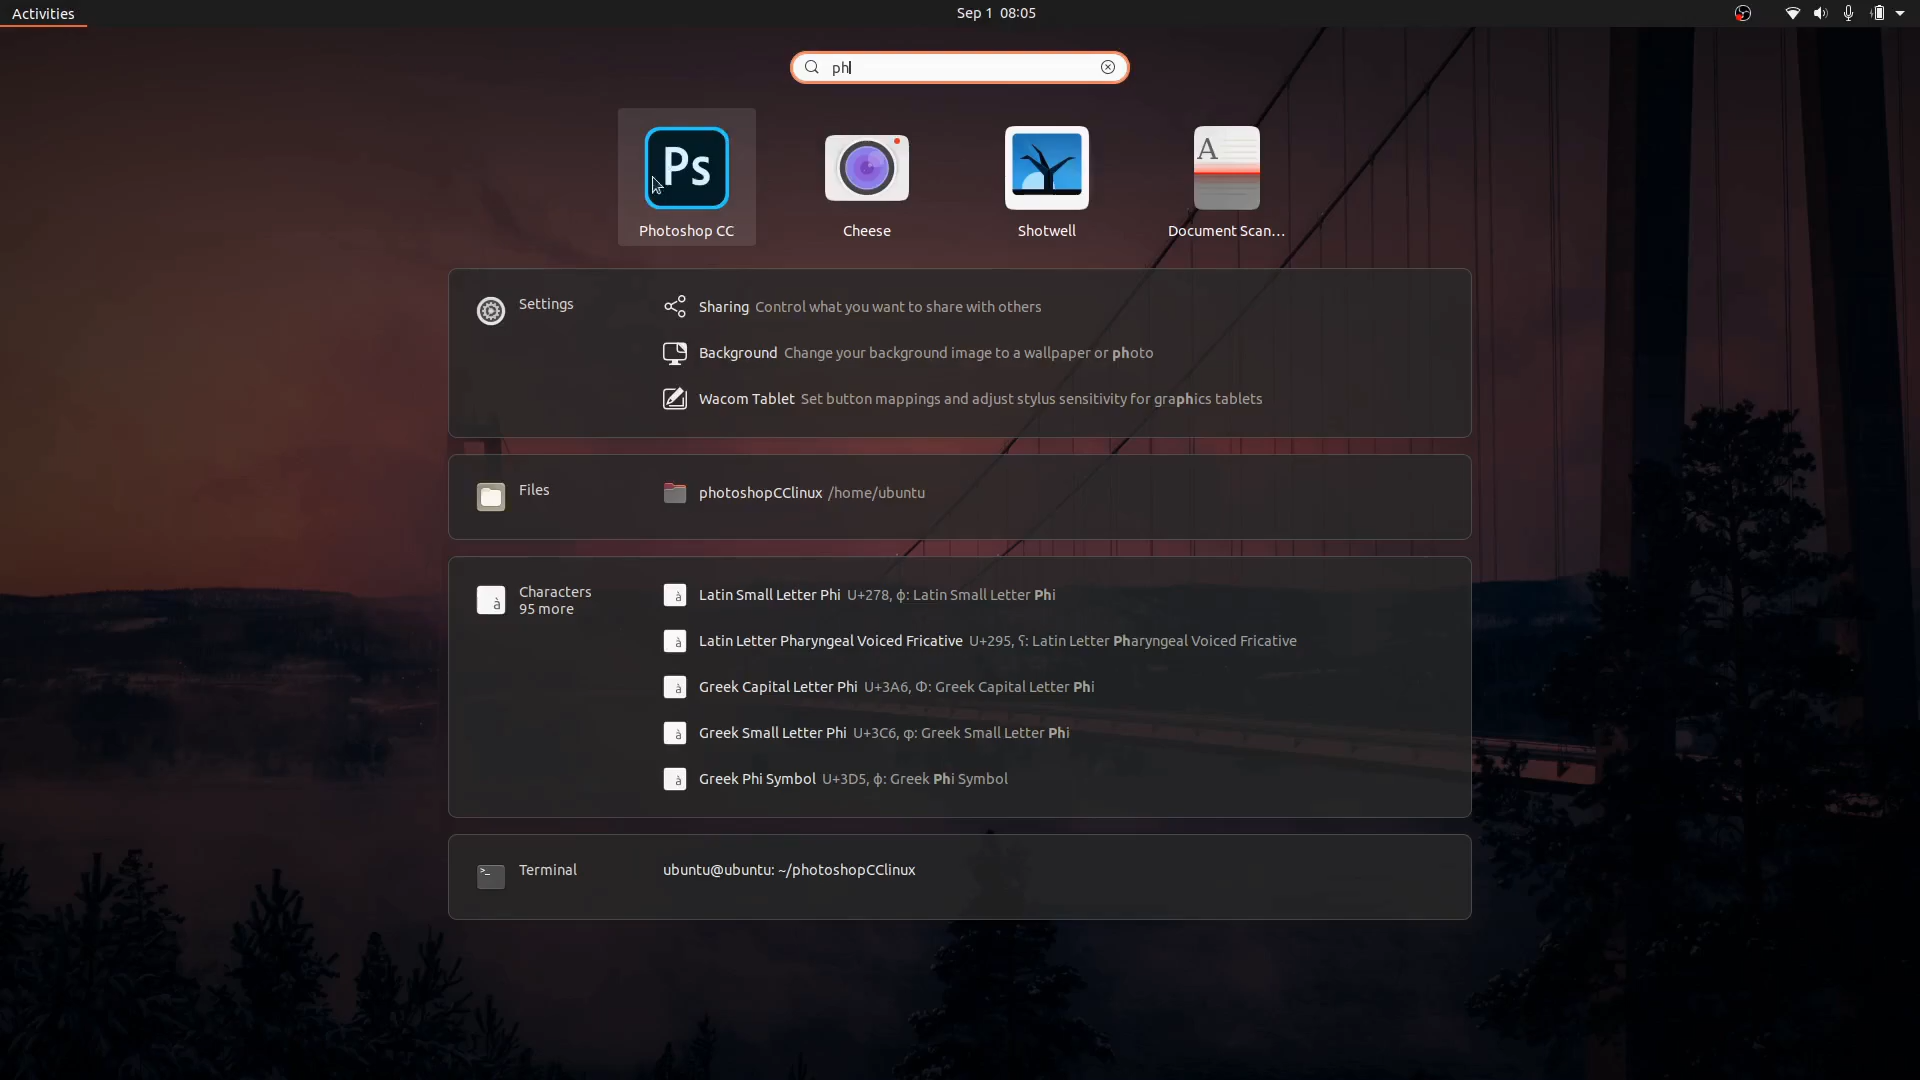 Activities
Sep 1 08:05
ph
Ps
A
Photoshop CC
Cheese
Shotwell
Document Scan...
Settings
Sharing Control what you want to share with others
Background Change your background image to a wallpaper or photo
Wacom Tablet Set button mappings and adjust stylus sensitivity for graphics tablets
Files
photoshopCClinux /home/ubuntu
Characters
95 more
à
à Latin Small Letter Phi U+278, ɸ: Latin Small Letter Phi
à Latin Letter Pharyngeal Voiced Fricative U+295, ʕ: Latin Letter Pharyngeal Voiced Fricative
à Greek Capital Letter Phi U+3A6, Φ: Greek Capital Letter Phi
à Greek Small Letter Phi U+3C6, φ: Greek Small Letter Phi
à Greek Phi Symbol U+3D5, ϕ: Greek Phi Symbol
>_
Terminal
ubuntu@ubuntu: ~/photoshopCClinux